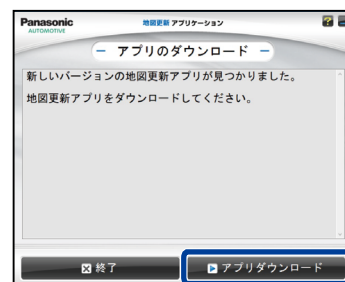 Panasonic
AUTOMOTIVE
地図更新 アプリケーション
?
− アプリのダウンロード −
新しいバージョンの地図更新アプリが見つかりました。
地図更新アプリをダウンロードしてください。
終了
アプリダウンロード